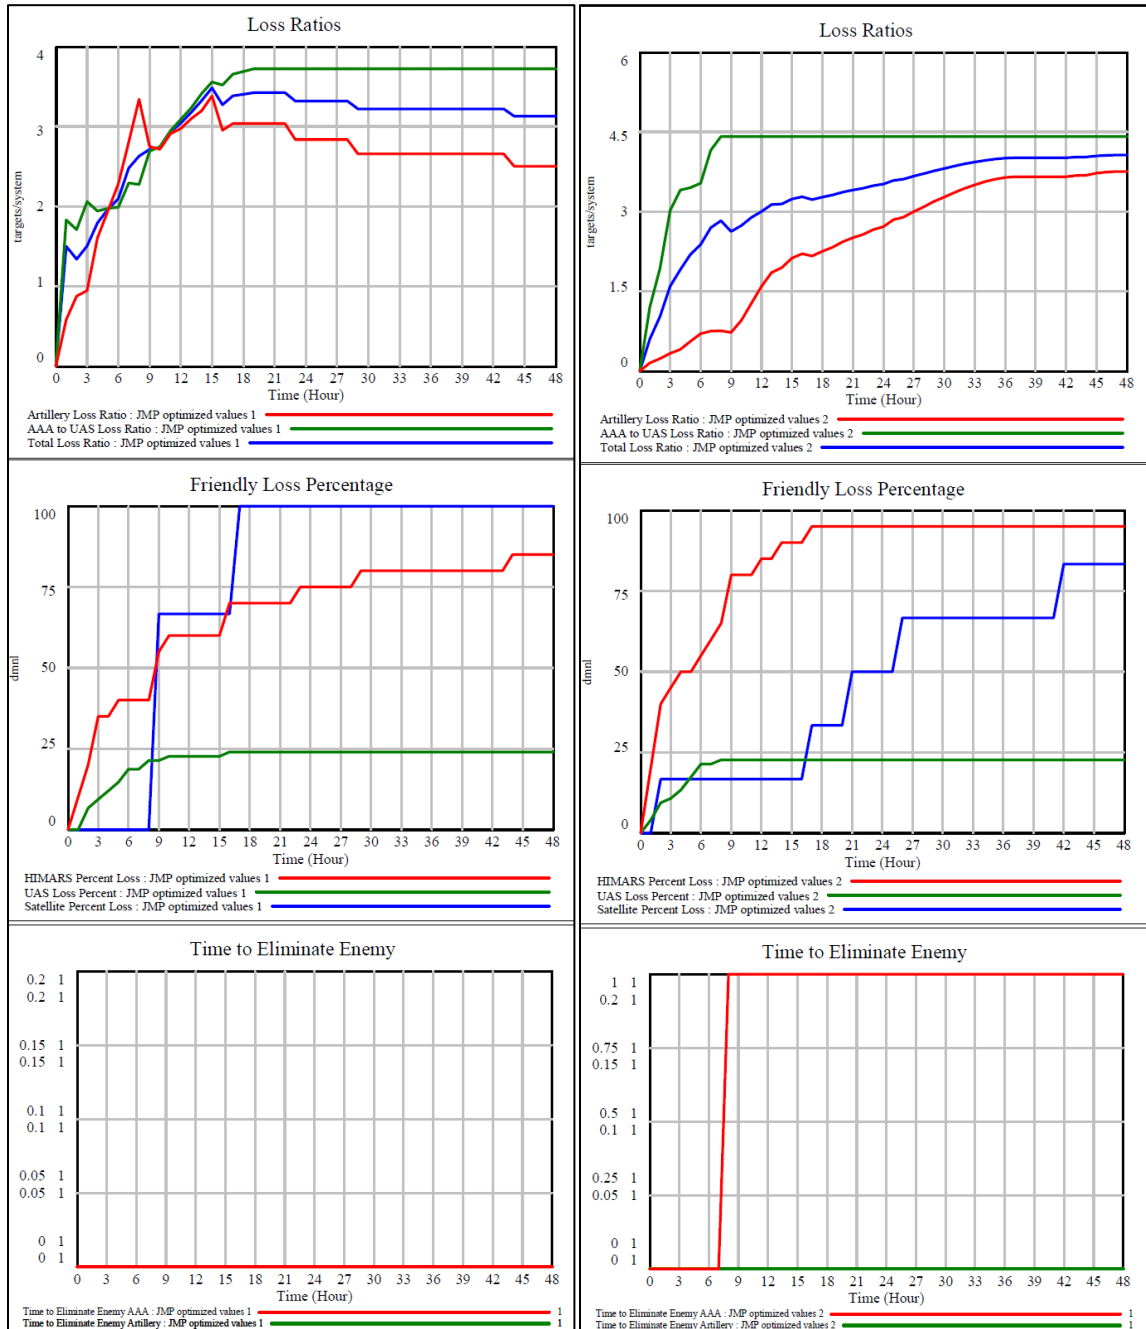 Loss Ratios
4
3
2
1
0
targets/system
0 3 6 9 12 15 18 21 24 27 30 33 36 39 42 45 48
Time (Hour)
Artillery Loss Ratio : JMP optimized values 1
AAA to UAS Loss Ratio : JMP optimized values 1
Total Loss Ratio : JMP optimized values 1
Friendly Loss Percentage
100
75
50
25
0
dmnl
0 3 6 9 12 15 18 21 24 27 30 33 36 39 42 45 48
Time (Hour)
HIMARS Percent Loss : JMP optimized values 1
UAS Loss Percent : JMP optimized values 1
Satellite Percent Loss : JMP optimized values 1
Time to Eliminate Enemy
0.2 1
0.2 1
0.15 1
0.15 1
0.1 1
0.1 1
0.05 1
0.05 1
0 1
0 1
0 3 6 9 12 15 18 21 24 27 30 33 36 39 42 45 48
Time (Hour)
Time to Eliminate Enemy AAA : JMP optimized values 1 1
Time to Eliminate Enemy Artillery : JMP optimized values 1 1
Loss Ratios
6
4.5
3
1.5
0
targets/system
0 3 6 9 12 15 18 21 24 27 30 33 36 39 42 45 48
Time (Hour)
Artillery Loss Ratio : JMP optimized values 2
AAA to UAS Loss Ratio : JMP optimized values 2
Total Loss Ratio : JMP optimized values 2
Friendly Loss Percentage
100
75
50
25
0
dmnl
0 3 6 9 12 15 18 21 24 27 30 33 36 39 42 45 48
Time (Hour)
HIMARS Percent Loss : JMP optimized values 2
UAS Loss Percent : JMP optimized values 2
Satellite Percent Loss : JMP optimized values 2
Time to Eliminate Enemy
1 1
0.2 1
0.75 1
0.15 1
0.5 1
0.1 1
0.25 1
0.05 1
0 1
0 1
0 3 6 9 12 15 18 21 24 27 30 33 36 39 42 45 48
Time (Hour)
Time to Eliminate Enemy AAA : JMP optimized values 2 1
Time to Eliminate Enemy Artillery : JMP optimized values 2 1